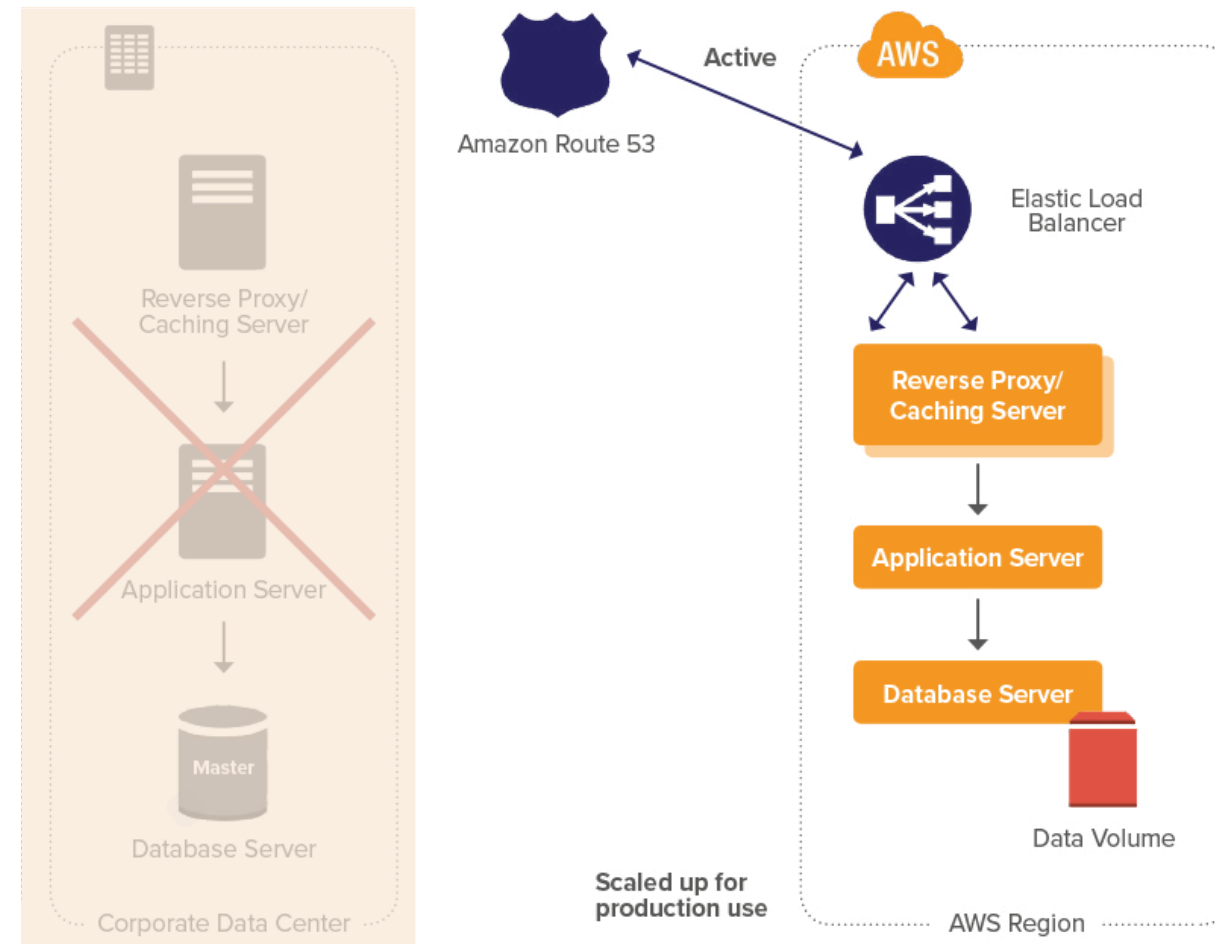 Reverse Proxy/
Caching Server
Application Server
Master
Database Server
Corporate Data Center
Amazon Route 53
Active
AWS
Elastic Load
Balancer
Reverse Proxy/
Caching Server
Application Server
Database Server
Data Volume
Scaled up for
production use
AWS Region